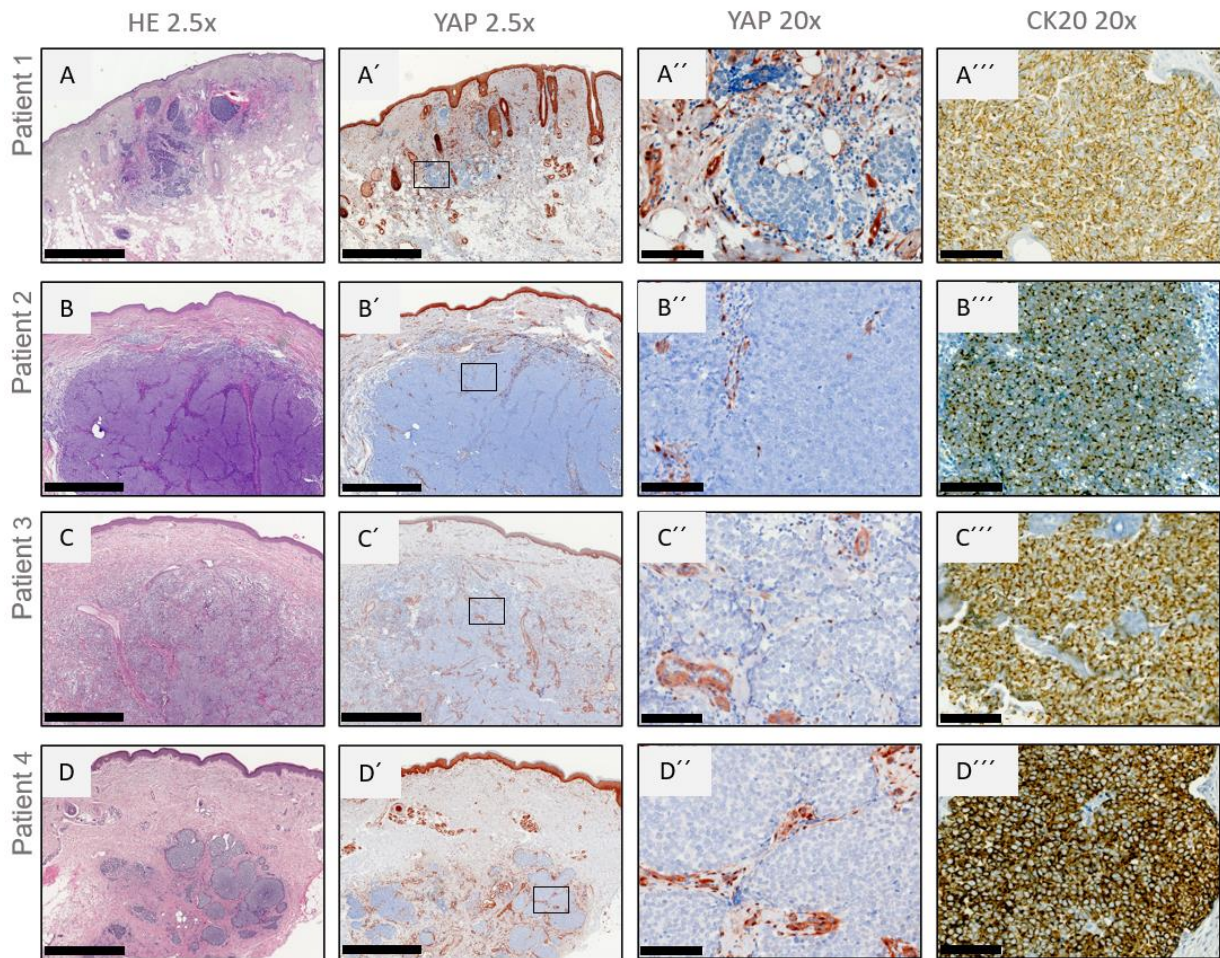 HE 2.5x YAP 2.5x YAP 20x CK20 20x
Patient 1
A A´ A´´ A´´´
Patient 2
B B´ B´´ B´´´
Patient 3
C C´ C´´ C´´´
Patient 4
D D´ D´´ D´´´